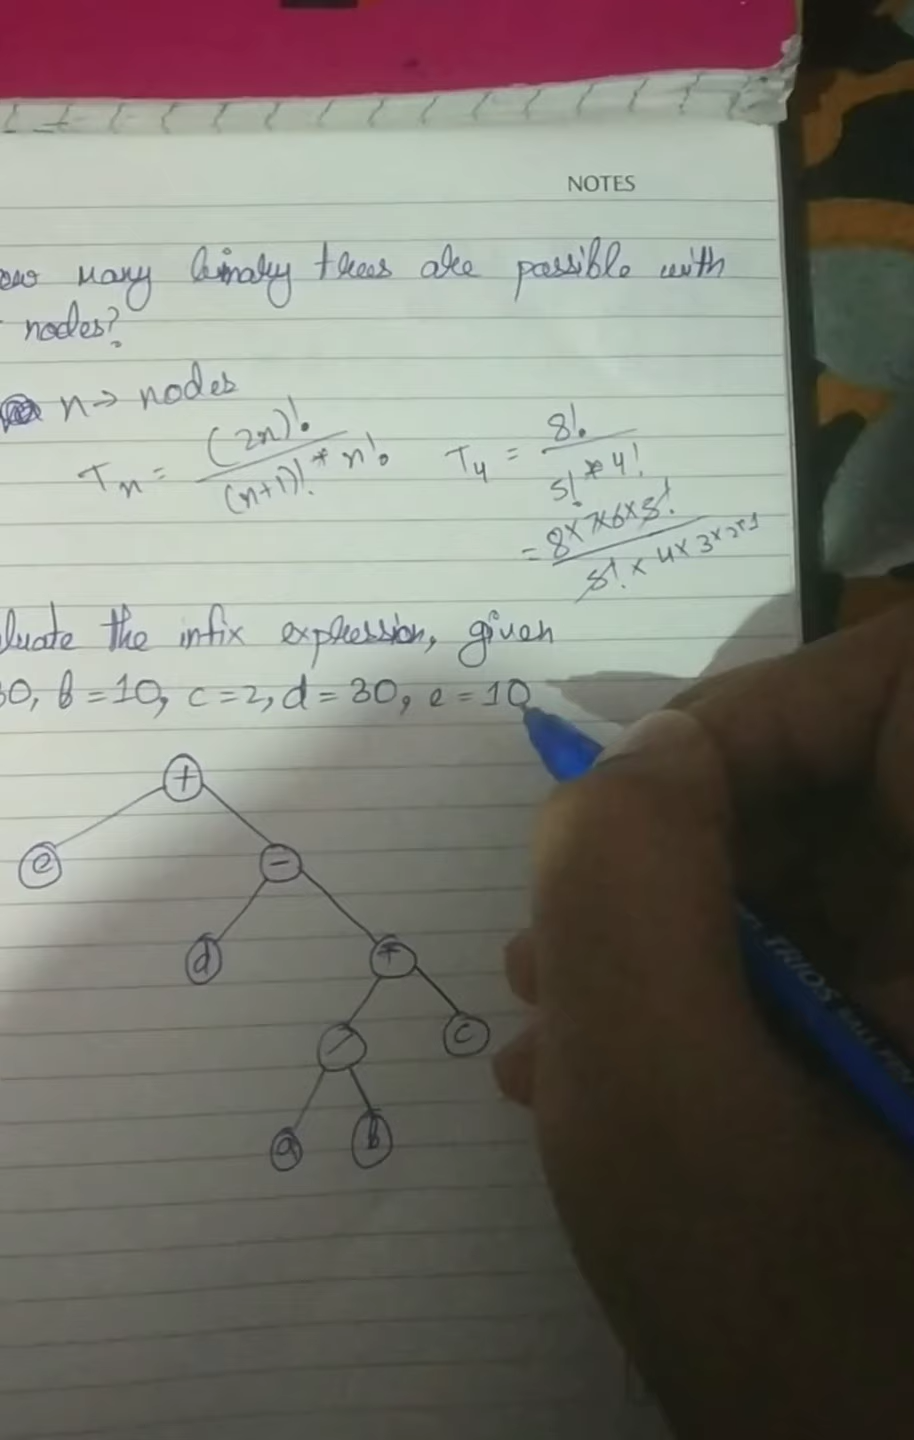 NOTES
many binary trees are possible with
nodes?
n → nodes
Tn = (2n)! / (n+1)! * n!
T4 = 8! / 5! * 4!
= 8×7×6×5! / 5! × 4×3×2×1
the infix expression, given
b=10, c=2, d=30, e=10
+
e −
d *
/ c
a b
TRIOS